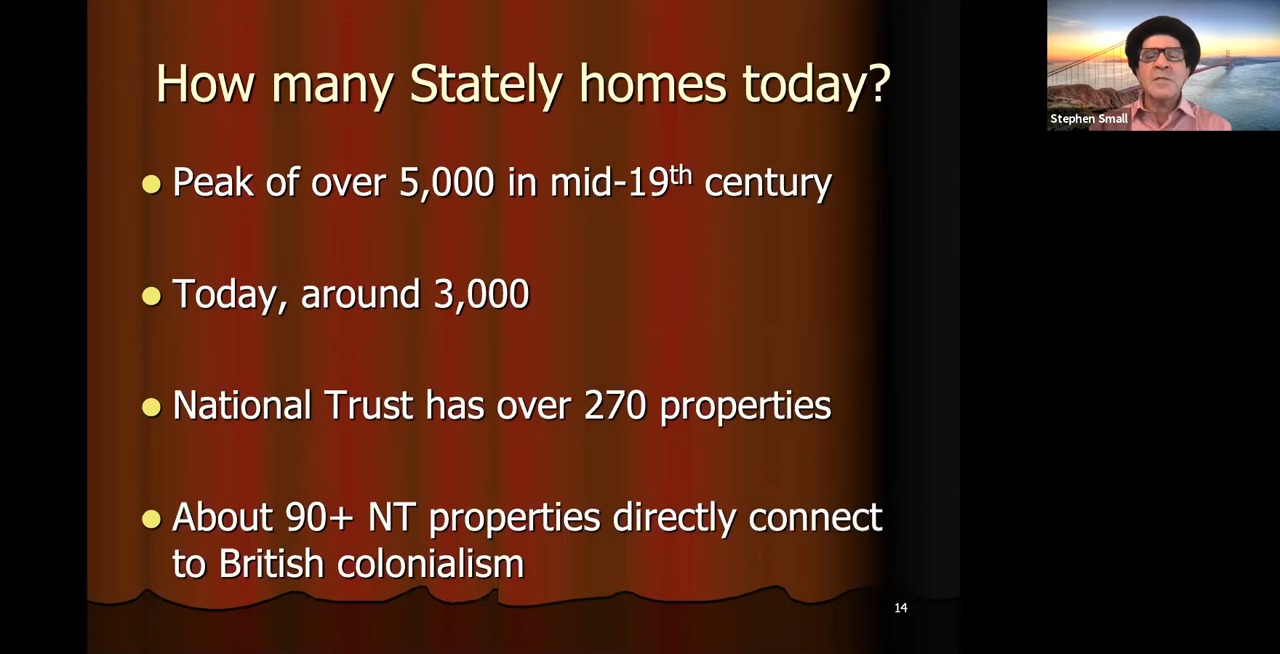 How many Stately homes today?
Stephen Small
Peak of over 5,000 in mid-19th century
Today, around 3,000
National Trust has over 270 properties
About 90+ NT properties directly connect
to British colonialism
14